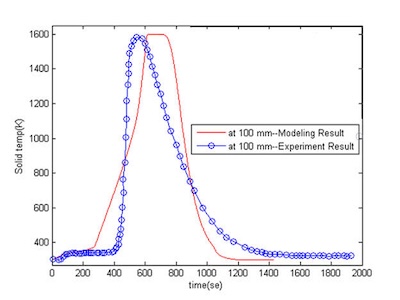 1600
1400
1200
1000
800
600
400
Solid temp(K)
at 100 mm--Modeling Result
at 100 mm--Experiment Result
0 200 400 600 800 1000 1200 1400 1600 1800 2000
time(se)